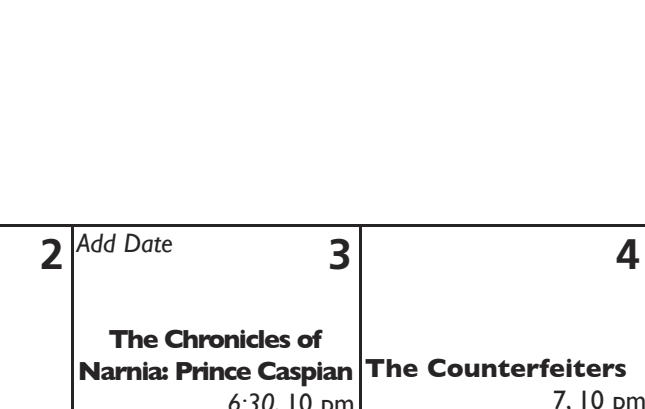 2
Add Date 3
The Chronicles of
Narnia: Prince Caspian
6:30, 10 pm
4
The Counterfeiters
7, 10 pm